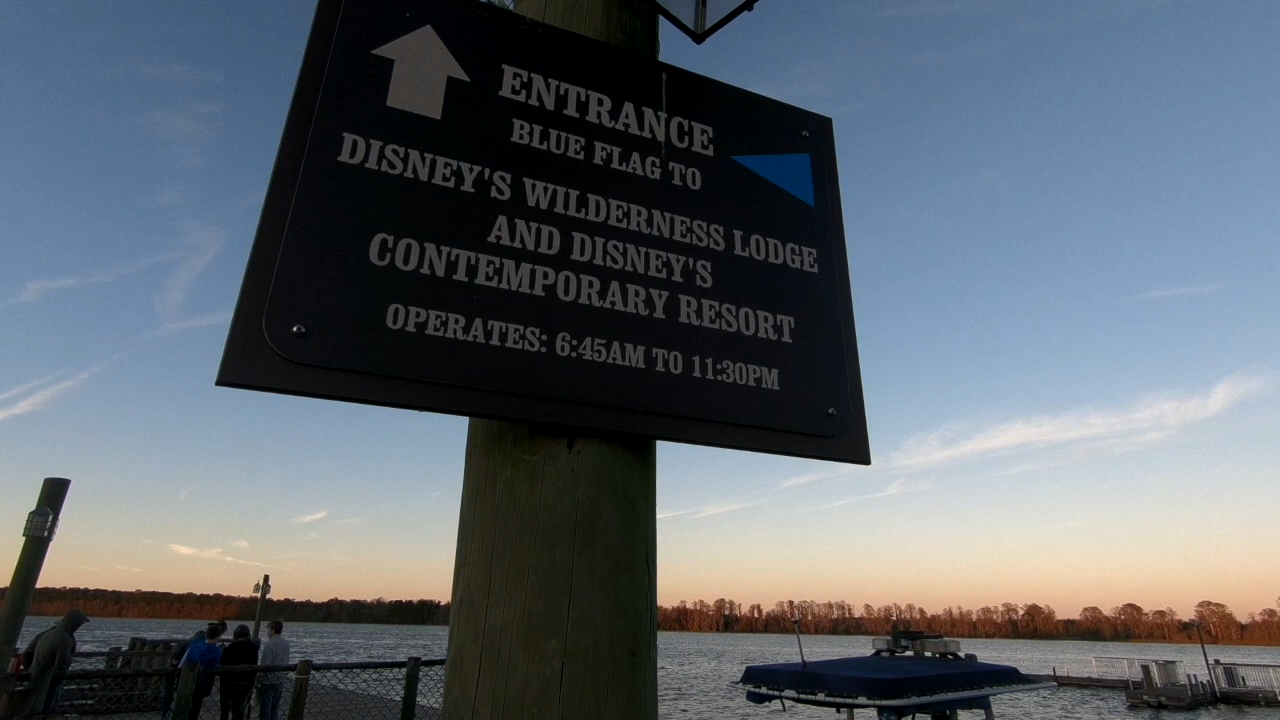 ENTRANCE
BLUE FLAG TO
DISNEY'S WILDERNESS LODGE
AND DISNEY'S
CONTEMPORARY RESORT
OPERATES: 6:45AM TO 11:30PM